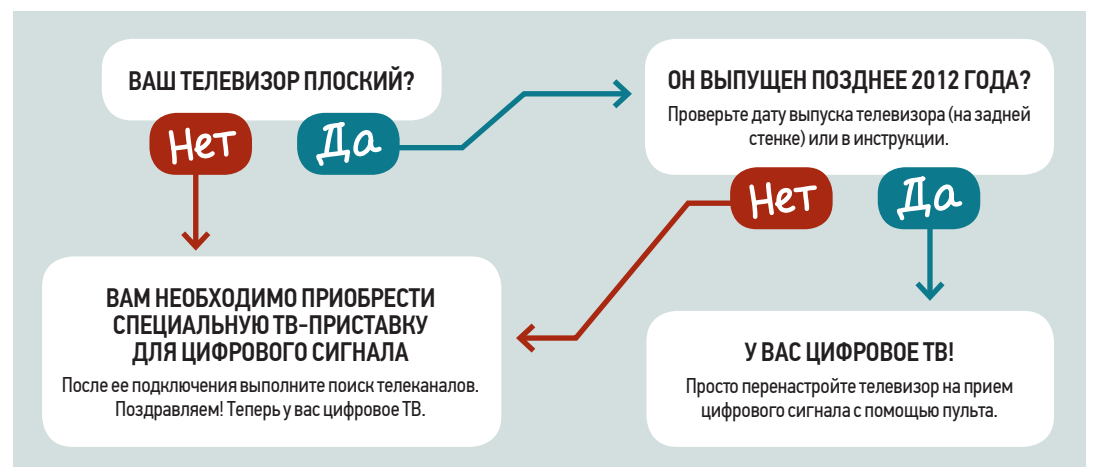 ВАШ ТЕЛЕВИЗОР ПЛОСКИЙ?
Нет
Да
ОН ВЫПУЩЕН ПОЗДНЕЕ 2012 ГОДА?
Проверьте дату выпуска телевизора (на задней
стенке) или в инструкции.
Нет
Да
ВАМ НЕОБХОДИМО ПРИОБРЕСТИ
СПЕЦИАЛЬНУЮ ТВ-ПРИСТАВКУ
ДЛЯ ЦИФРОВОГО СИГНАЛА
После ее подключения выполните поиск телеканалов.
Поздравляем! Теперь у вас цифровое ТВ.
У ВАС ЦИФРОВОЕ ТВ!
Просто перенастройте телевизор на прием
цифрового сигнала с помощью пульта.